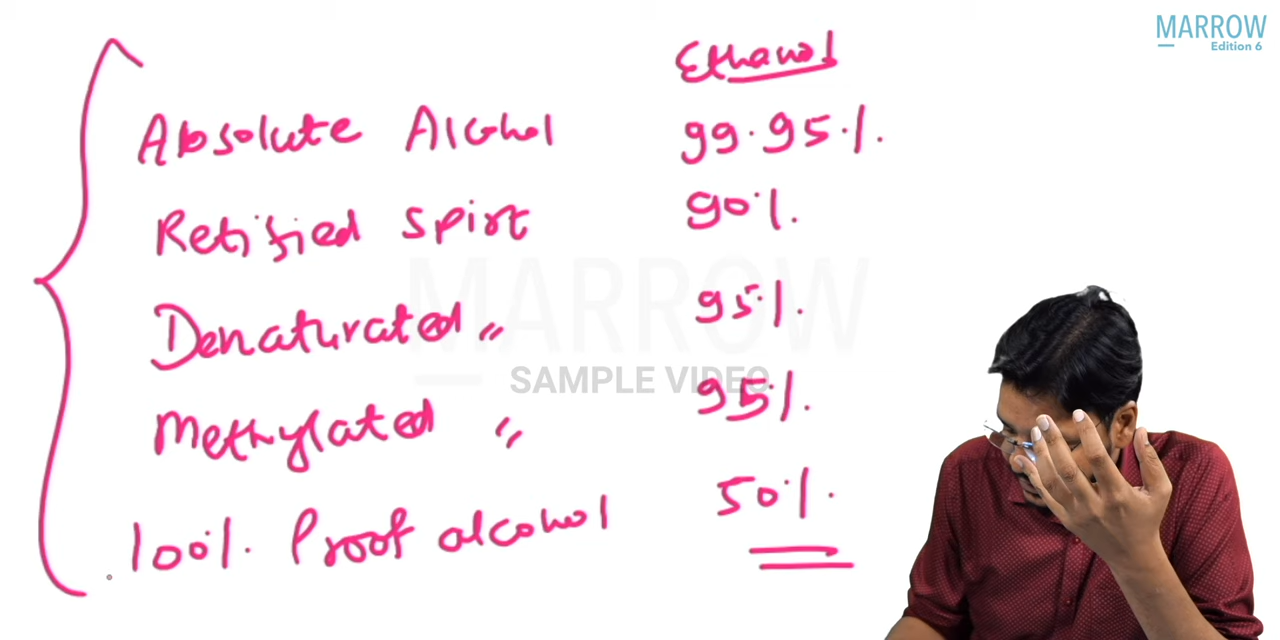 MARROW
Edition 6
Ethanol
Absolute Alcohol 99.95%.
Retified Spirt 90%.
Denaturated " 95%.
Methylated " 95%.
100%. Proof alcohol 50%.
MARROW
SAMPLE VIDEO